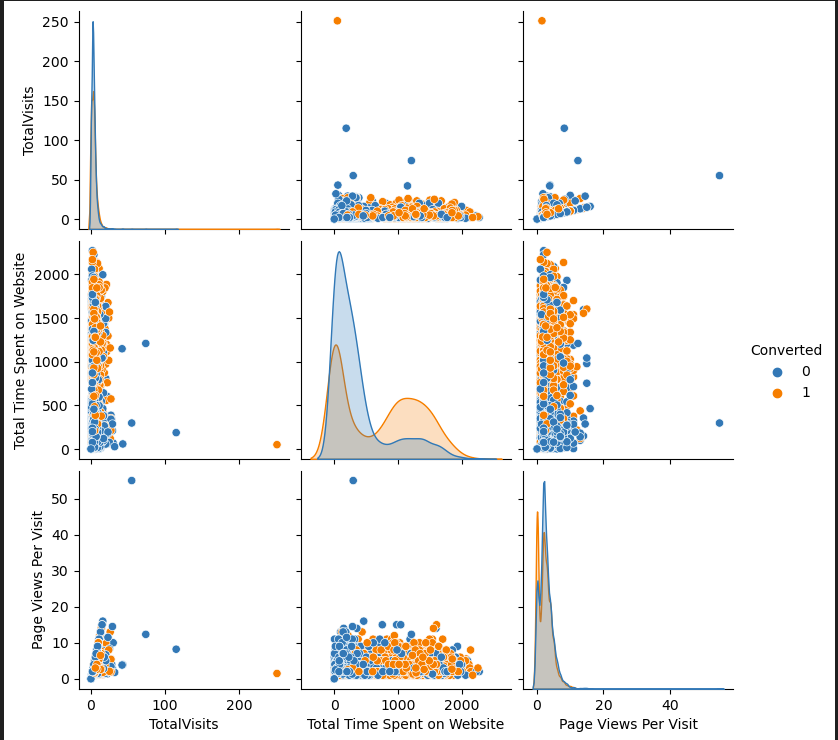 250
200
150
100
50
0
TotalVisits
2000
1500
1000
500
0
Total Time Spent on Website
Converted
0
1
50
40
30
20
10
0
Page Views Per Visit
0 100 200
0 1000 2000
0 20 40
TotalVisits
Total Time Spent on Website
Page Views Per Visit